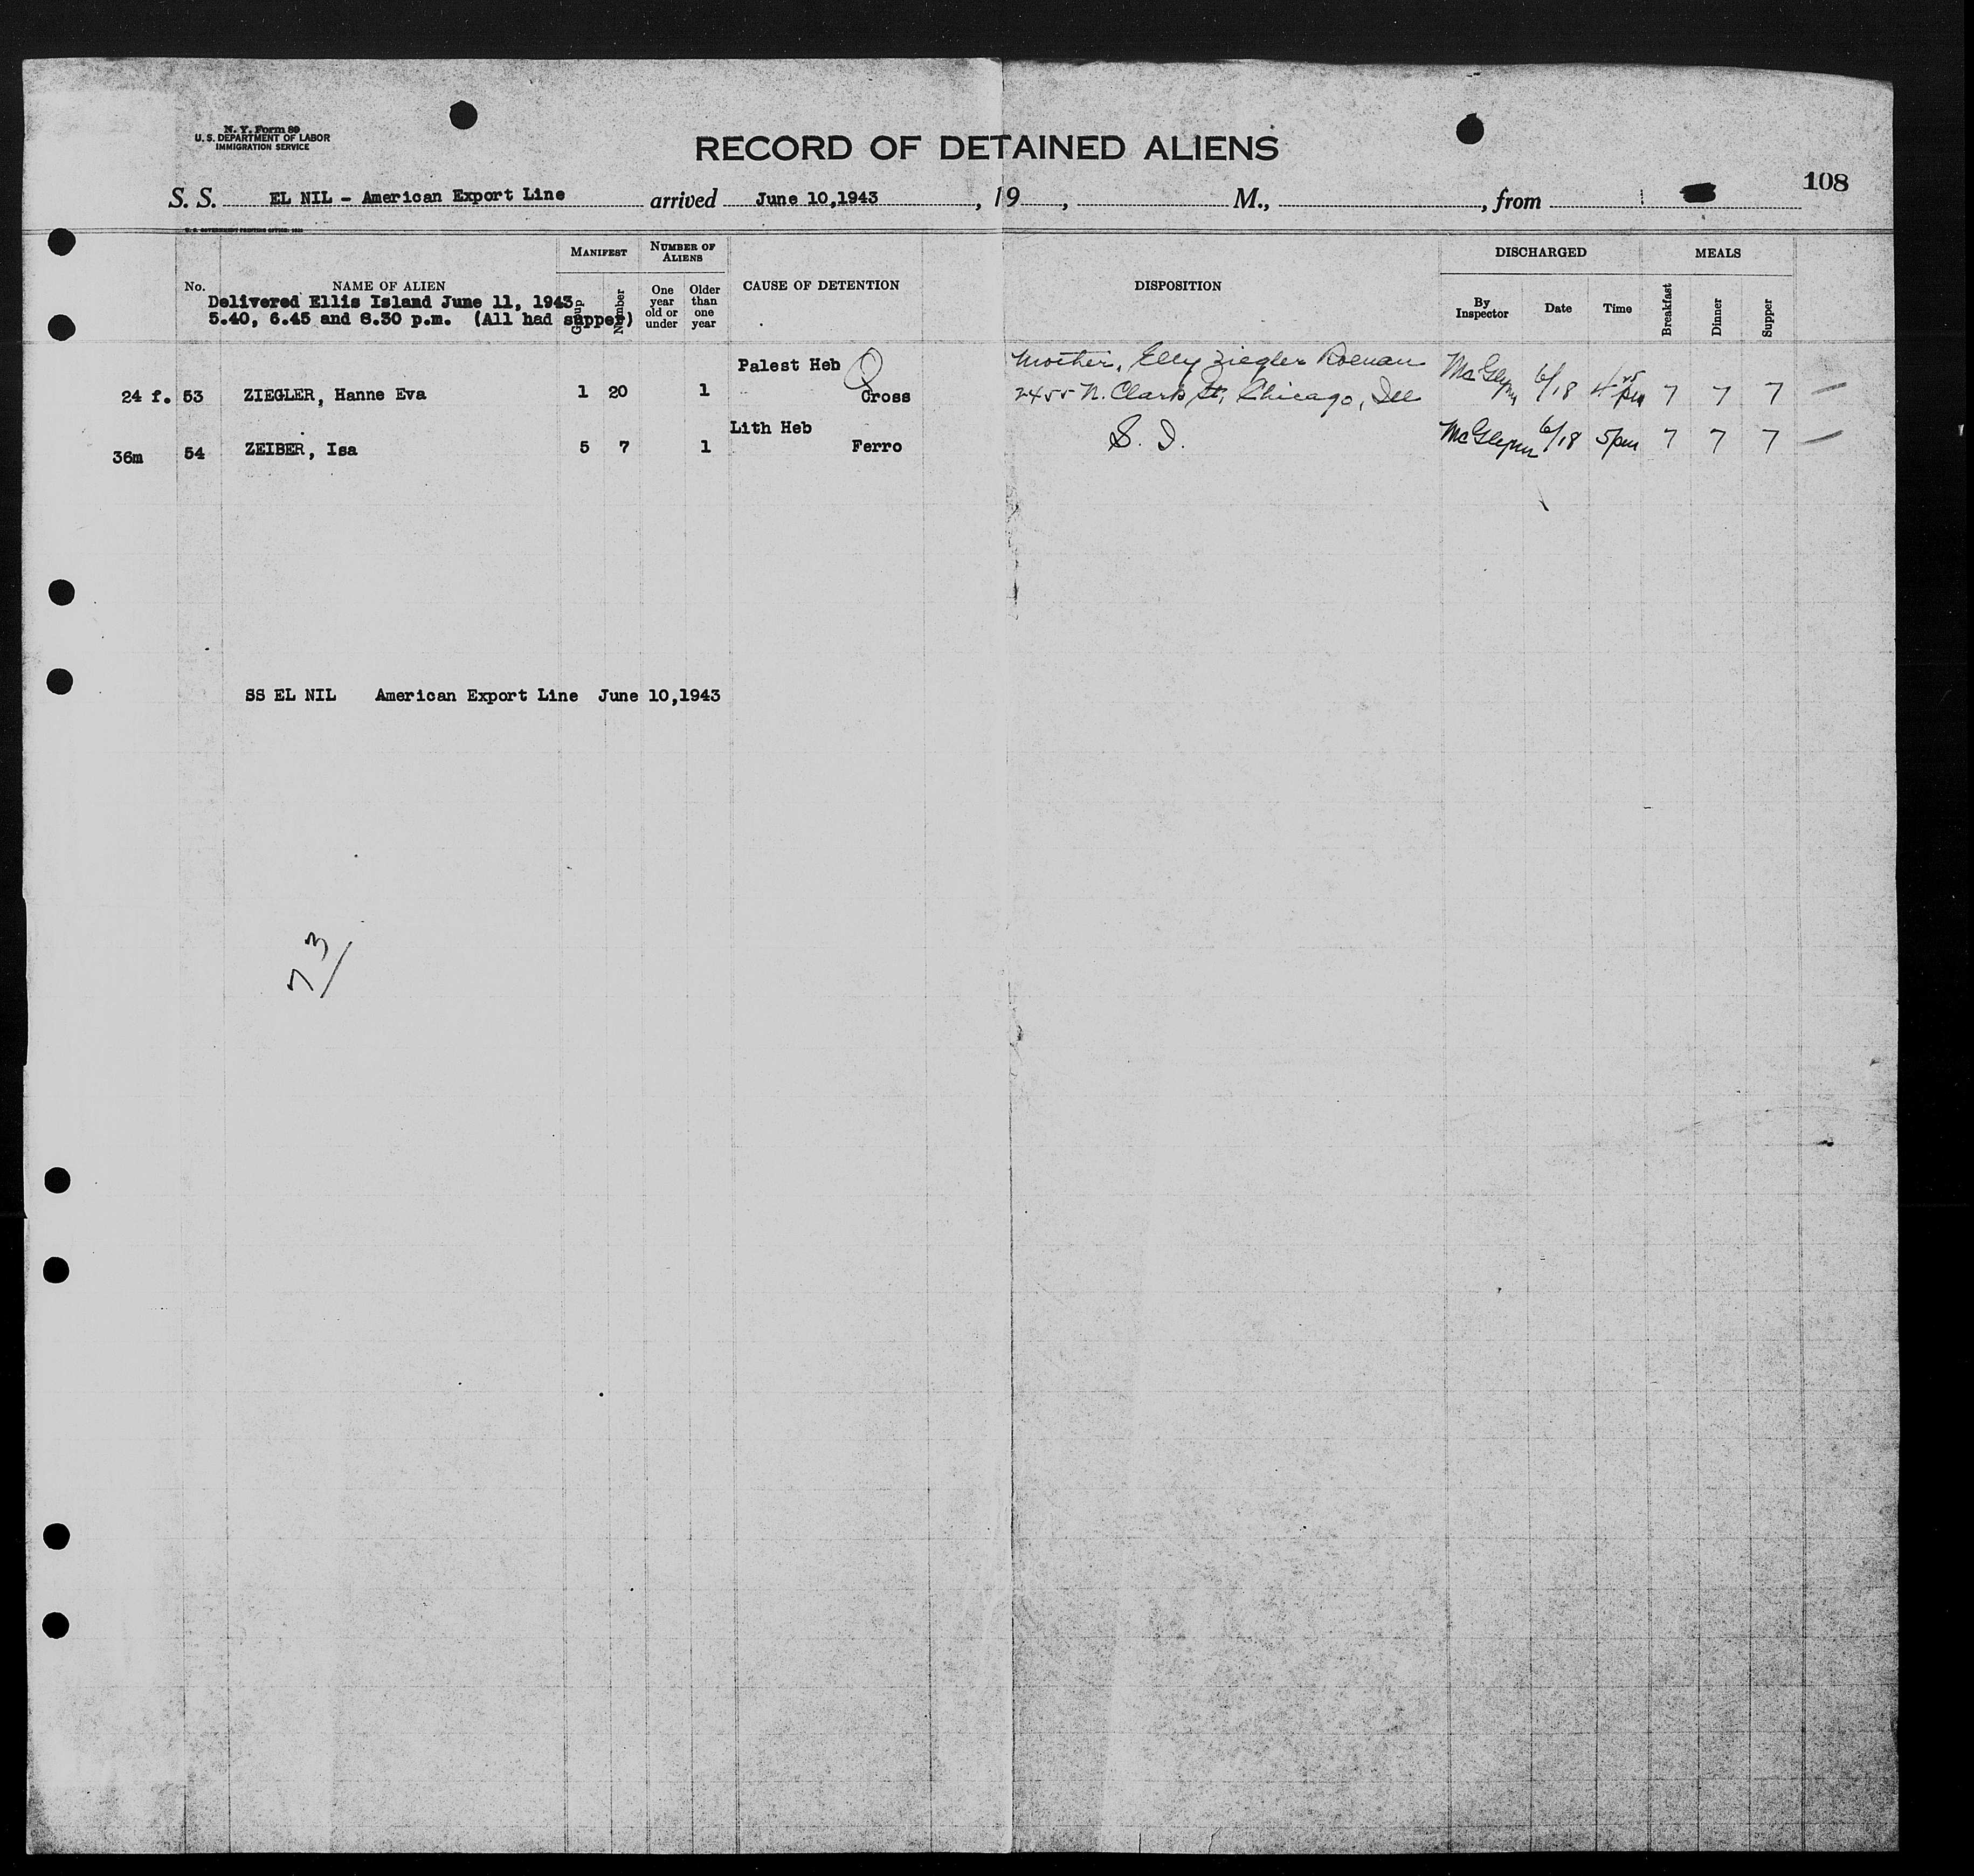 N. Y. Form 89
U. S. DEPARTMENT OF LABOR
IMMIGRATION SERVICE
RECORD OF DETAINED ALIENS
108
S. S. EL NIL - American Export Line arrived June 10,1943, 19 , M., , from
MANIFEST NUMBER OF ALIENS DISCHARGED MEALS
No. NAME OF ALIEN Group Number One year old or under Older than one year CAUSE OF DETENTION DISPOSITION By Inspector Date Time Breakfast Dinner Supper
Delivered Ellis Island June 11, 1943
5.40, 6.45 and 8.30 p.m. (All had supper)
Palest Heb Mother, Elly Ziegler
24 f. 53 ZIEGLER, Hanne Eva 1 20 1 Cross 2455 N. Clark St, Chicago, Ill McGlynn 6/18 4 25 pm 7 7 7
Lith Heb
36m 54 ZEIBER, Isa 5 7 1 Ferro S. I. McGlynn 6/18 5pm 7 7 7
SS EL NIL American Export Line June 10,1943
73/